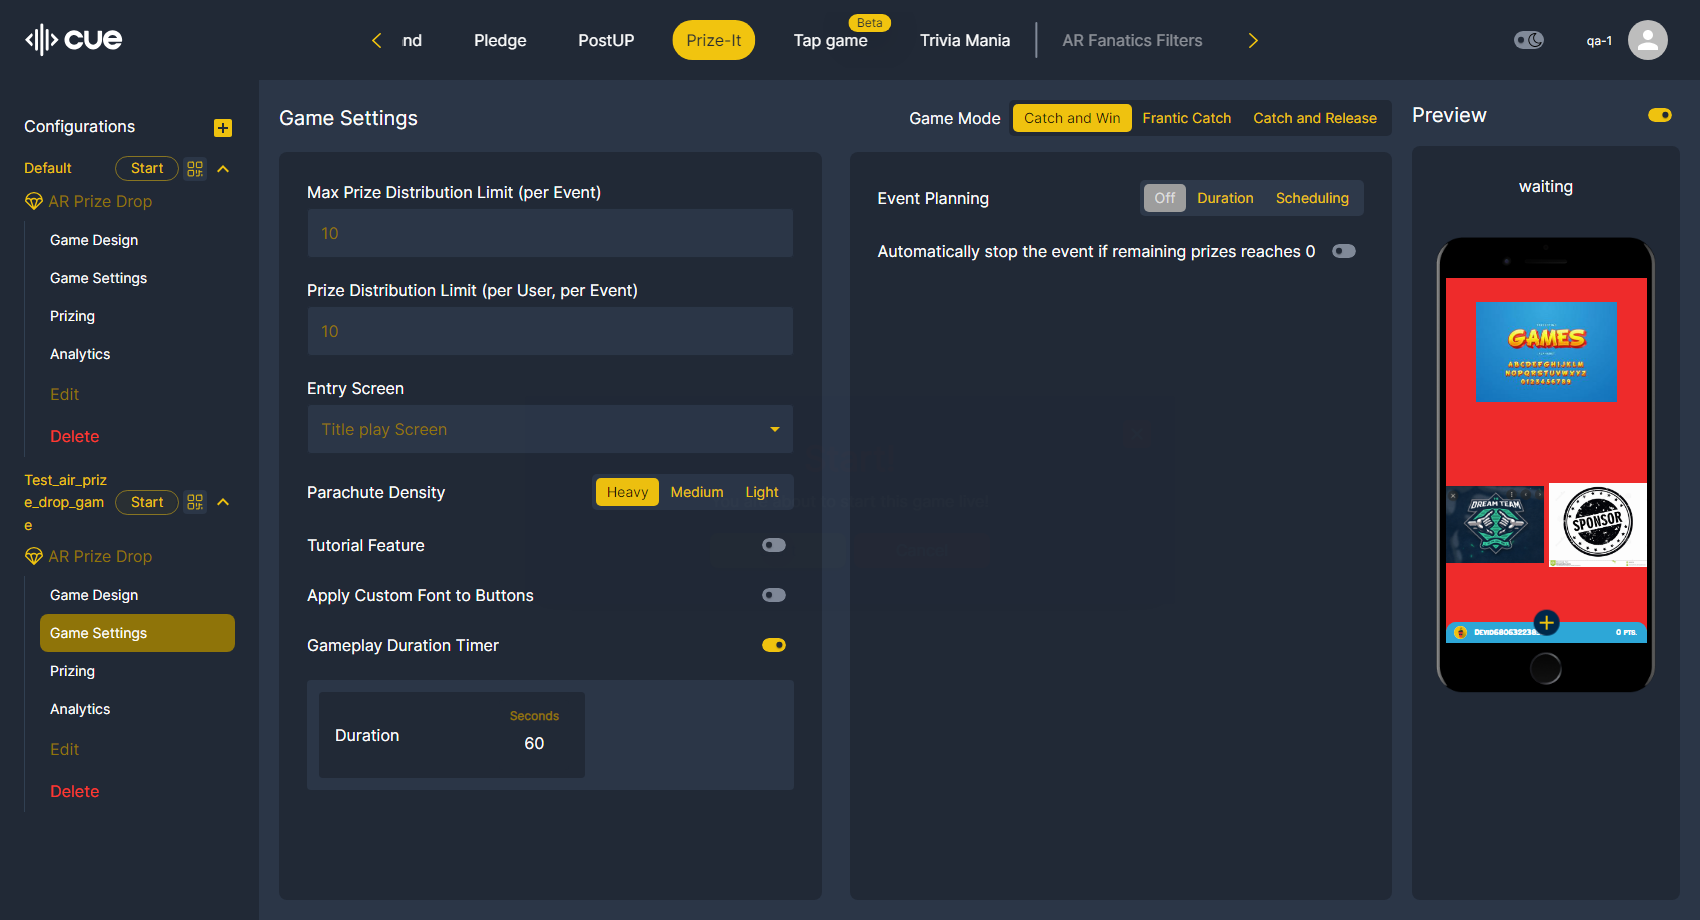 cue
nd
Pledge
PostUP
Prize-It
Beta
Tap game
Trivia Mania
AR Fanatics Filters
qa-1
Configurations
Default
Start
AR Prize Drop
Game Design
Game Settings
Prizing
Analytics
Edit
Delete
Test_air_priz
e_drop_gam
e
Start
AR Prize Drop
Game Design
Game Settings
Prizing
Analytics
Edit
Delete
Game Settings
Game Mode
Catch and Win
Frantic Catch
Catch and Release
Max Prize Distribution Limit (per Event)
10
Prize Distribution Limit (per User, per Event)
10
Entry Screen
Title play Screen
Parachute Density
Heavy
Medium
Light
Tutorial Feature
Apply Custom Font to Buttons
Gameplay Duration Timer
Duration
Seconds
60
Event Planning
Off
Duration
Scheduling
Automatically stop the event if remaining prizes reaches 0
Preview
waiting
GAMES
ABCDEFGHIJKLM
NOPQRSTUVWXYZ
0123456789
DREAM TEAM
SPONSOR
0 PTS.